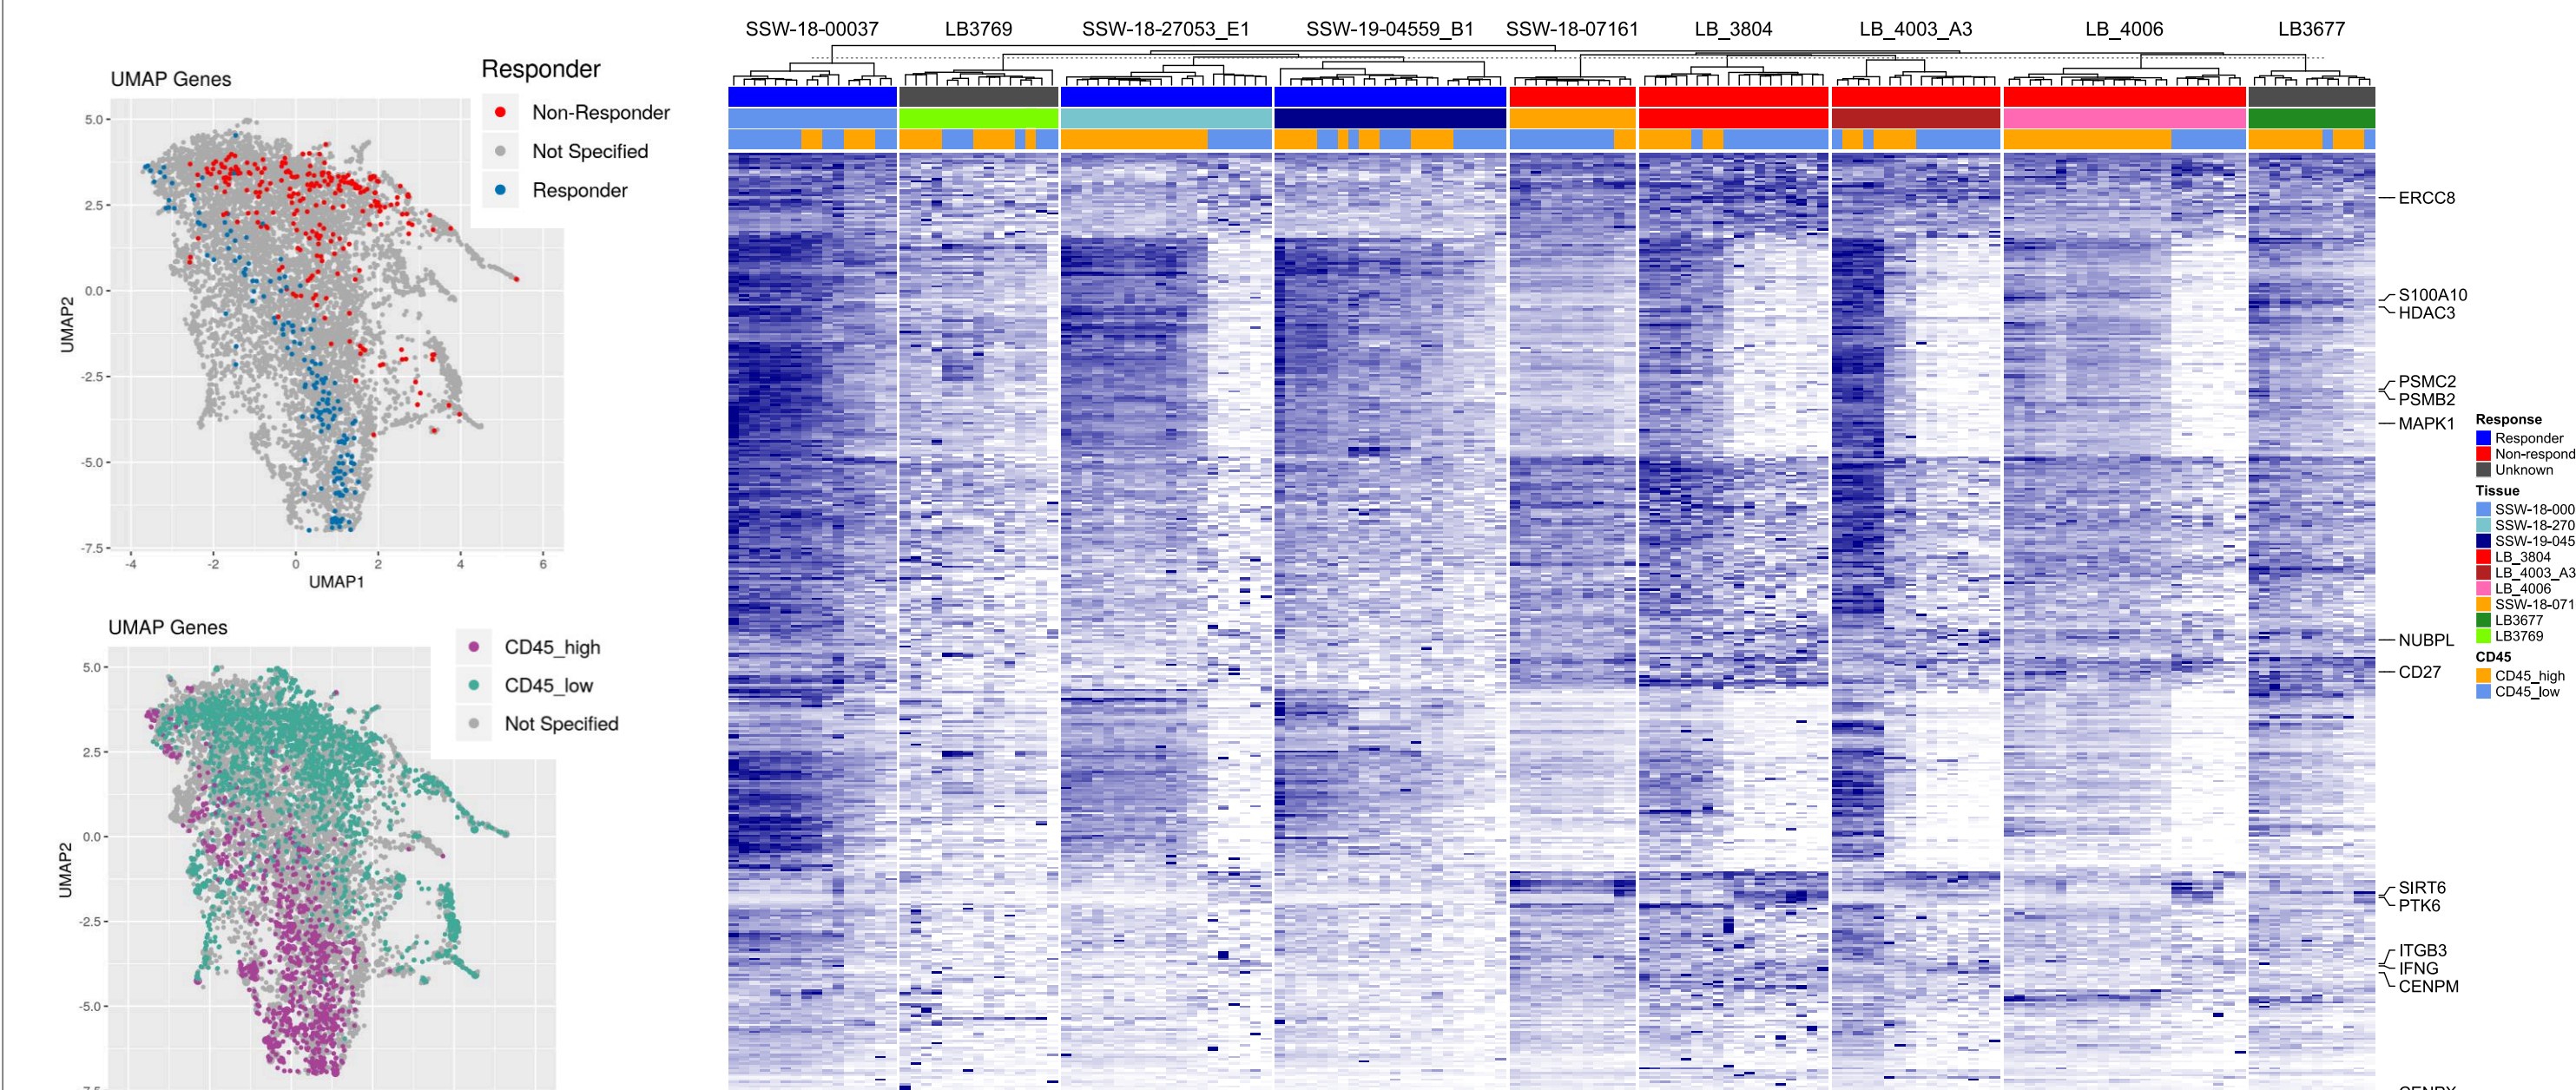 UMAP Genes
Responder
Non-Responder
Not Specified
Responder
5.0
2.5
0.0
-2.5
-5.0
-7.5
-4
-2
0
2
4
6
UMAP1
UMAP2
UMAP Genes
CD45_high
CD45_low
Not Specified
5.0
2.5
0.0
-2.5
-5.0
UMAP2
SSW-18-00037
LB3769
SSW-18-27053_E1
SSW-19-04559_B1
SSW-18-07161
LB_3804
LB_4003_A3
LB_4006
LB3677
ERCC8
S100A10
HDAC3
PSMC2
PSMB2
MAPK1
NUBPL
CD27
SIRT6
PTK6
ITGB3
IFNG
CENPM
Response
Responder
Non-respond
Unknown
Tissue
SSW-18-000
SSW-18-270
SSW-19-045
LB_3804
LB_4003_A3
LB_4006
SSW-18-071
LB3677
LB3769
CD45
CD45_high
CD45_low